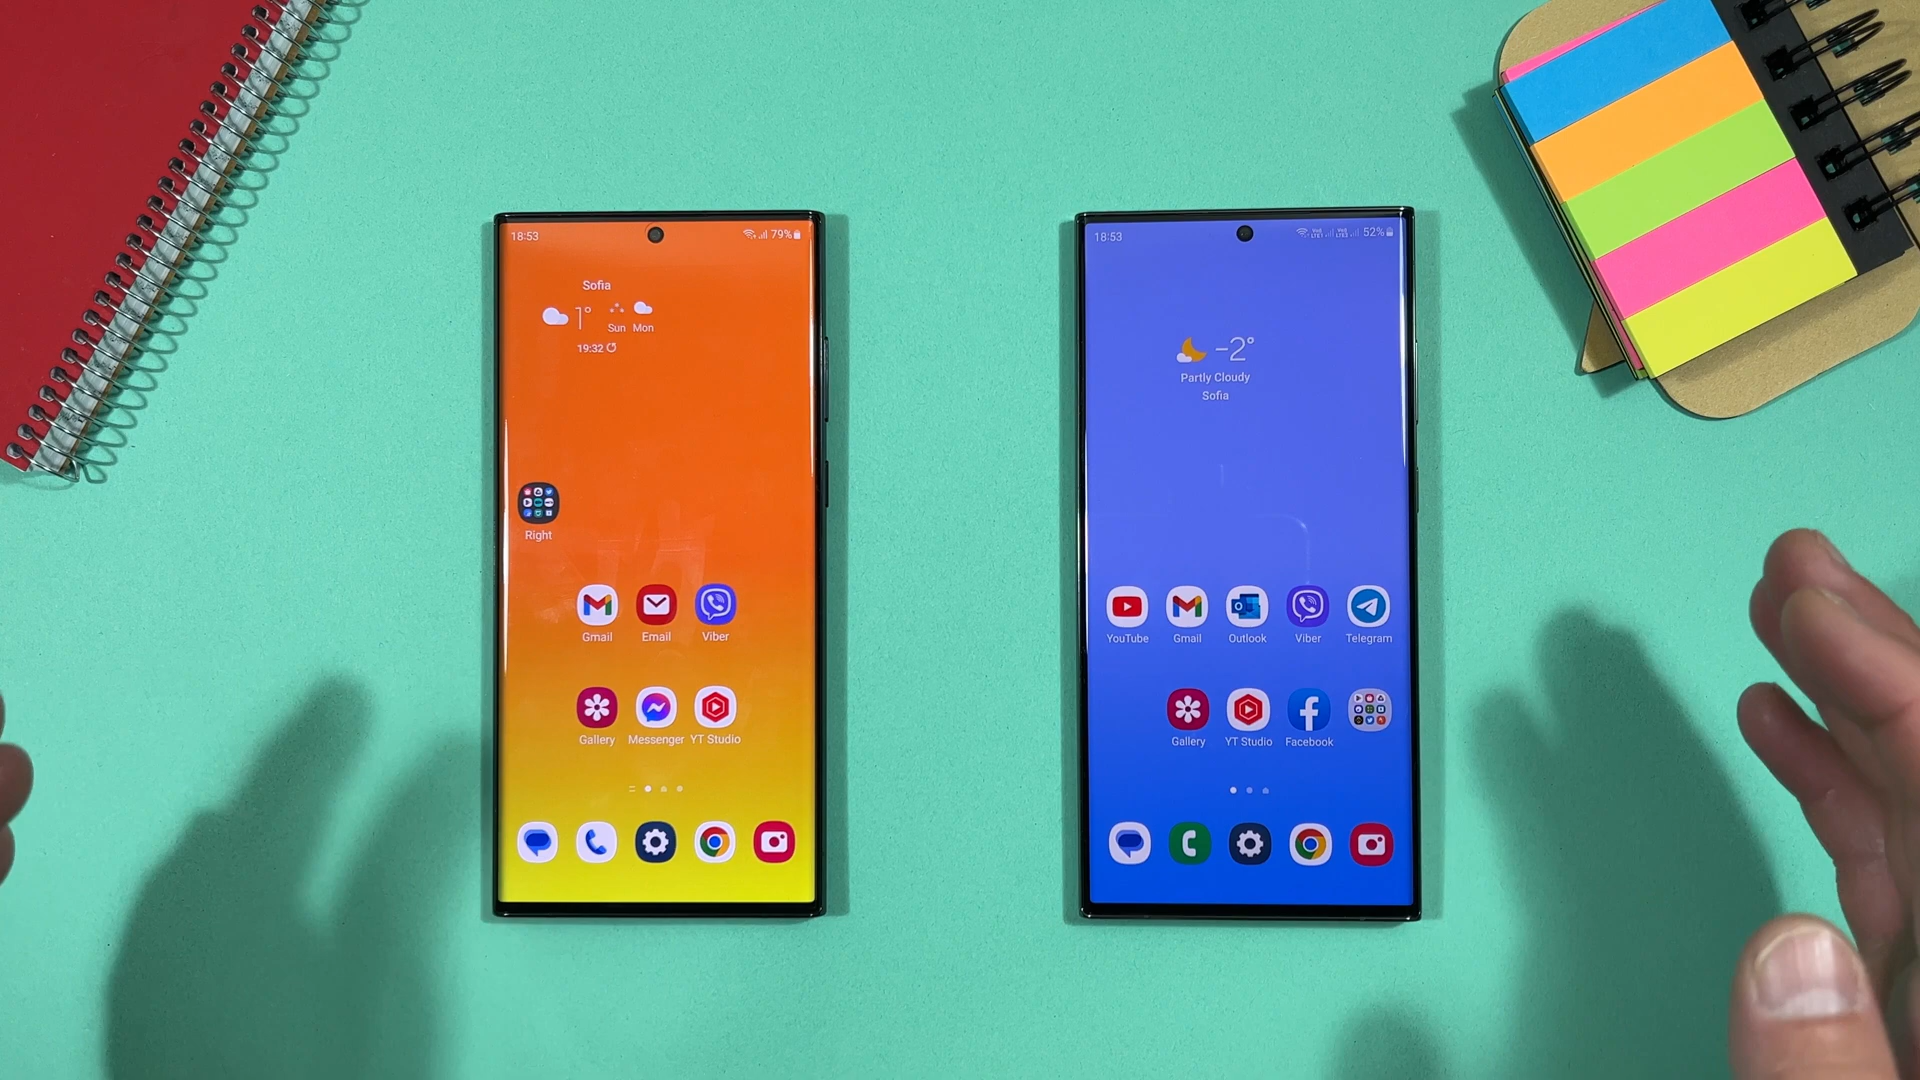 18:53
79%
Sofia
1°
Sun Mon
19:32
Right
Gmail Email Viber
Gallery Messenger YT Studio
18:53
52%
-2°
Partly Cloudy
Sofia
YouTube Gmail Outlook Viber Telegram
Gallery YT Studio Facebook